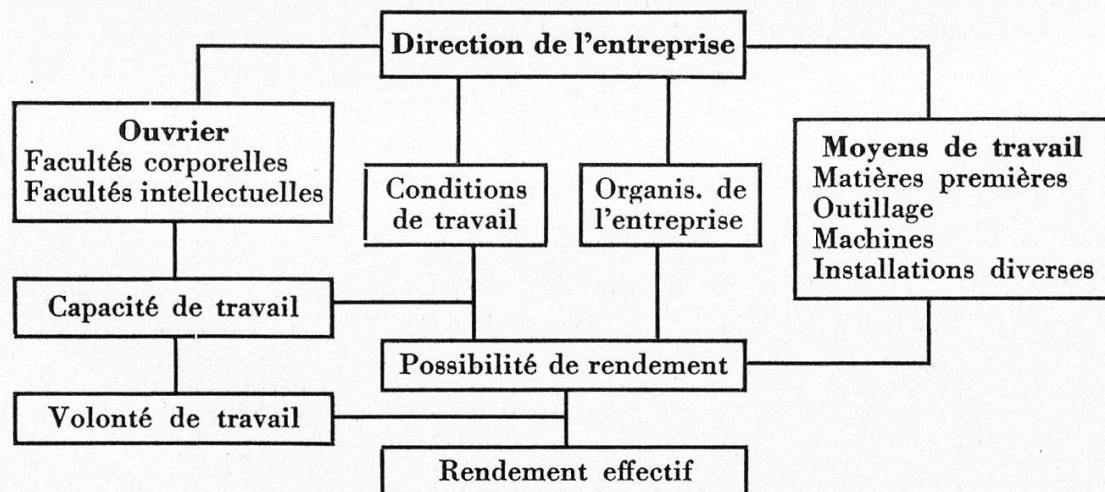 Direction de l'entreprise
Ouvrier
Facultés corporelles
Facultés intellectuelles
Conditions
de travail
Organis. de
l'entreprise
Moyens de travail
Matières premières
Outillage
Machines
Installations diverses
Capacité de travail
Possibilité de rendement
Volonté de travail
Rendement effectif